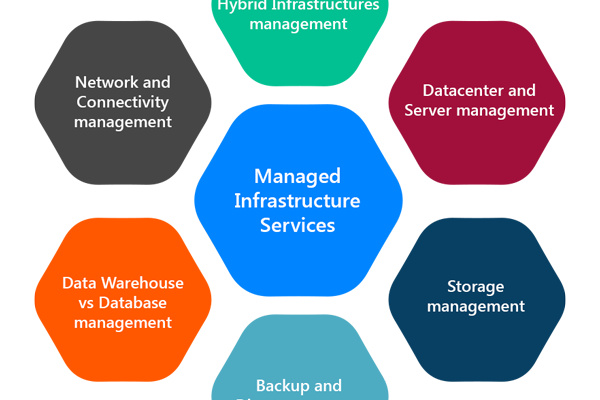 Hybrid Infrastructures
management
Network and
Connectivity
management
Datacenter and
Server management
Managed
Infrastructure
Services
Data Warehouse
vs Database
management
Storage
management
Backup and